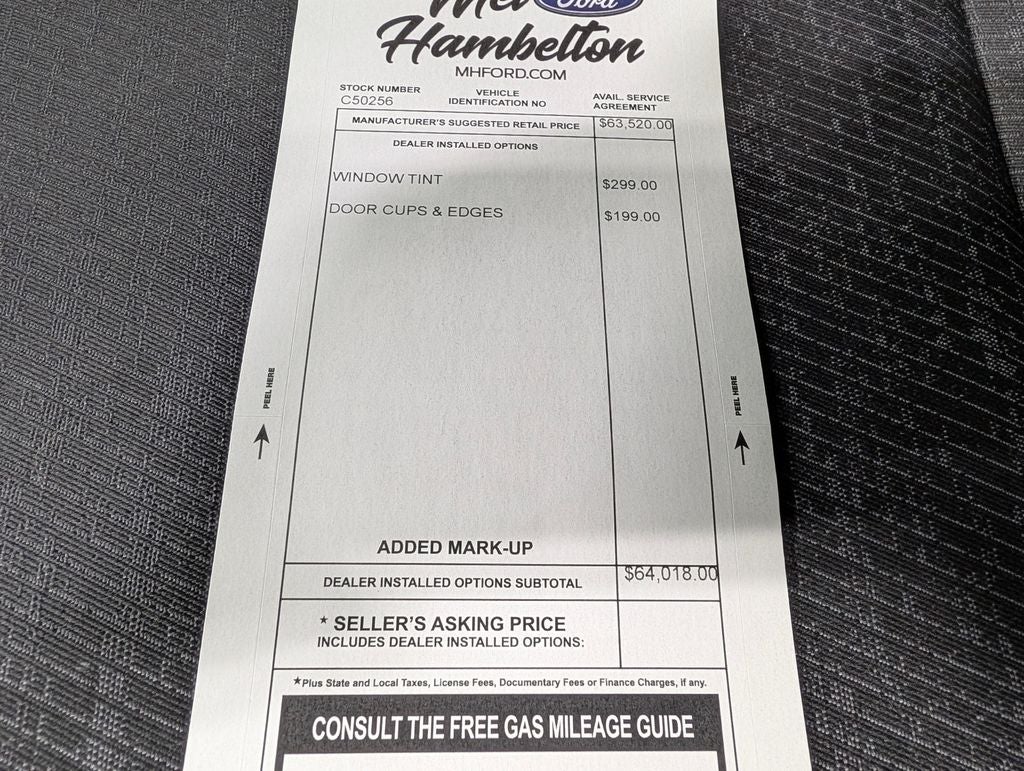 Mel Ford
Hambelton
MHFORD.COM
STOCK NUMBER
C50256
VEHICLE
IDENTIFICATION NO
AVAIL. SERVICE
AGREEMENT
MANUFACTURER'S SUGGESTED RETAIL PRICE $63,520.00
DEALER INSTALLED OPTIONS
WINDOW TINT $299.00
DOOR CUPS & EDGES $199.00
PEEL HERE
PEEL HERE
ADDED MARK-UP
DEALER INSTALLED OPTIONS SUBTOTAL $64,018.00
* SELLER'S ASKING PRICE
INCLUDES DEALER INSTALLED OPTIONS:
*Plus State and Local Taxes, License Fees, Documentary Fees or Finance Charges, if any.
CONSULT THE FREE GAS MILEAGE GUIDE